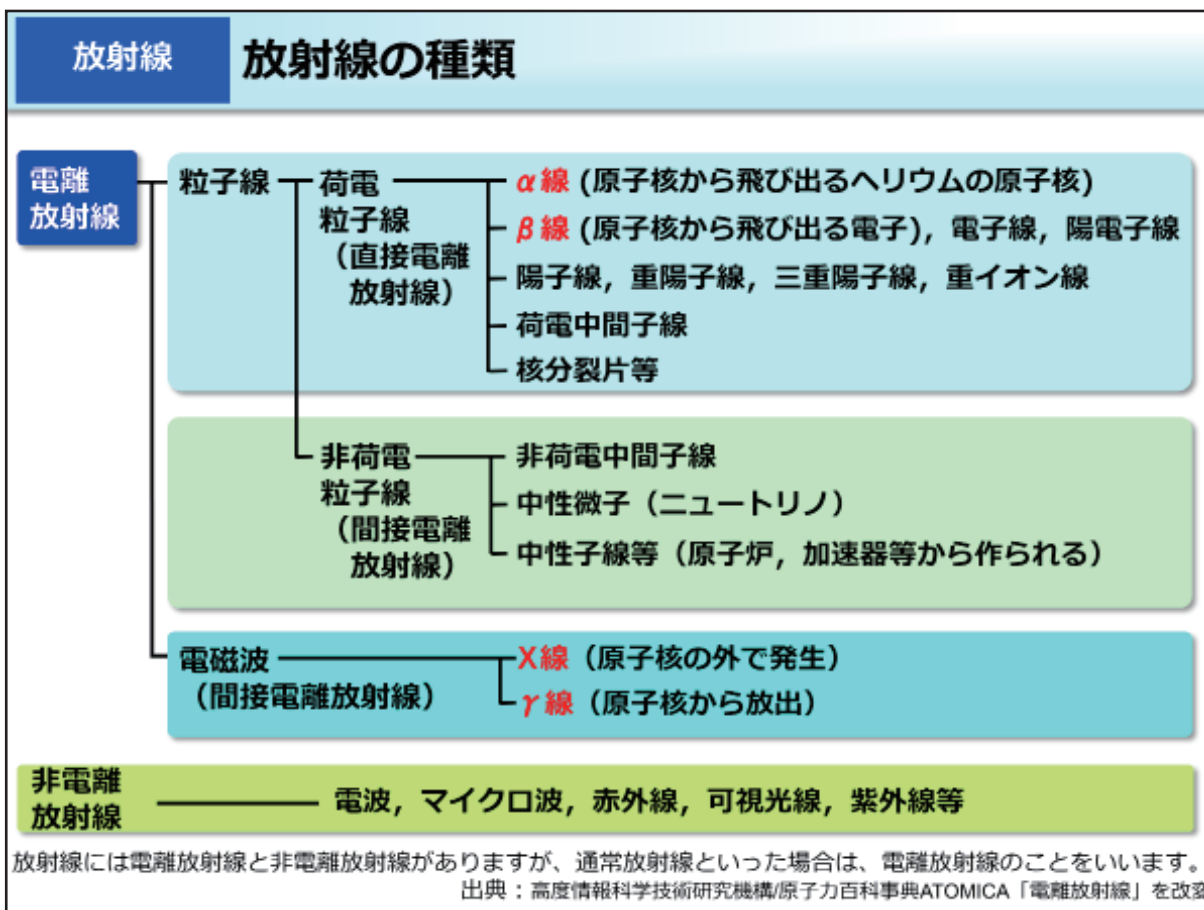 放射線
放射線の種類
電離
放射線
粒子線
荷電
粒子線
（直接電離
放射線）
α線 (原子核から飛び出るヘリウムの原子核)
β線 (原子核から飛び出る電子)，電子線，陽電子線
陽子線，重陽子線，三重陽子線，重イオン線
荷電中間子線
核分裂片等
非荷電
粒子線
（間接電離
放射線）
非荷電中間子線
中性微子（ニュートリノ）
中性子線等（原子炉，加速器等から作られる）
電磁波
（間接電離放射線）
X線（原子核の外で発生）
γ線（原子核から放出）
非電離
放射線
電波，マイクロ波，赤外線，可視光線，紫外線等
放射線には電離放射線と非電離放射線がありますが、通常放射線といった場合は、電離放射線のことをいいます。
出典：高度情報科学技術研究機構/原子力百科事典ATOMICA「電離放射線」を改変